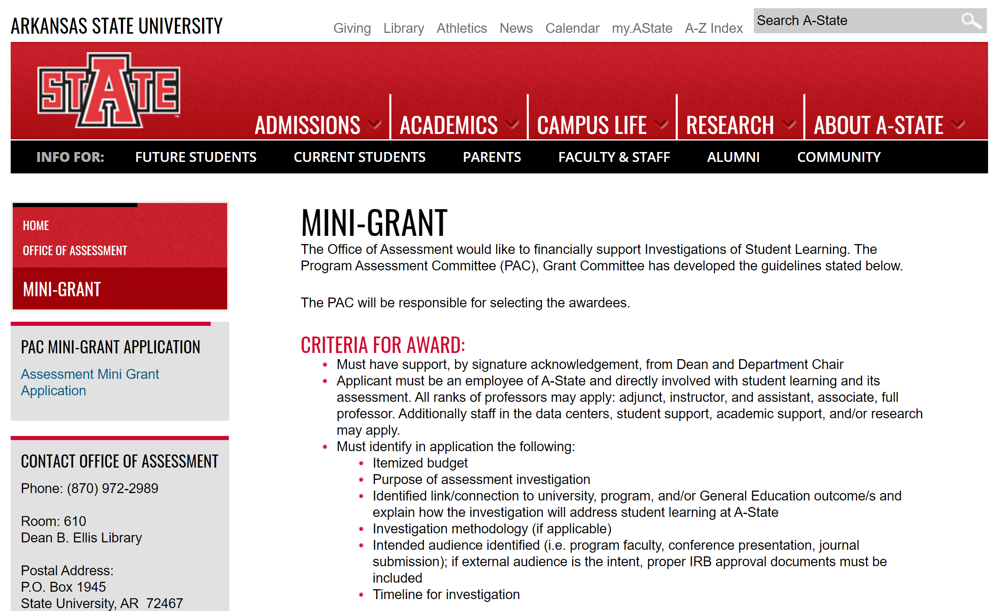 ARKANSAS STATE UNIVERSITY
Giving Library Athletics News Calendar my.AState A-Z Index
Search A-State
STATE
ADMISSIONS ACADEMICS CAMPUS LIFE RESEARCH ABOUT A-STATE
INFO FOR: FUTURE STUDENTS CURRENT STUDENTS PARENTS FACULTY & STAFF ALUMNI COMMUNITY
HOME
OFFICE OF ASSESSMENT
MINI-GRANT
PAC MINI-GRANT APPLICATION
Assessment Mini Grant
Application
CONTACT OFFICE OF ASSESSMENT
Phone: (870) 972-2989
Room: 610
Dean B. Ellis Library
Postal Address:
P.O. Box 1945
State University, AR 72467
MINI-GRANT
The Office of Assessment would like to financially support Investigations of Student Learning. The
Program Assessment Committee (PAC), Grant Committee has developed the guidelines stated below.
The PAC will be responsible for selecting the awardees.
CRITERIA FOR AWARD:
Must have support, by signature acknowledgement, from Dean and Department Chair
Applicant must be an employee of A-State and directly involved with student learning and its
assessment. All ranks of professors may apply: adjunct, instructor, and assistant, associate, full
professor. Additionally staff in the data centers, student support, academic support, and/or research
may apply.
Must identify in application the following:
Itemized budget
Purpose of assessment investigation
Identified link/connection to university, program, and/or General Education outcome/s and
explain how the investigation will address student learning at A-State
Investigation methodology (if applicable)
Intended audience identified (i.e. program faculty, conference presentation, journal
submission); if external audience is the intent, proper IRB approval documents must be
included
Timeline for investigation